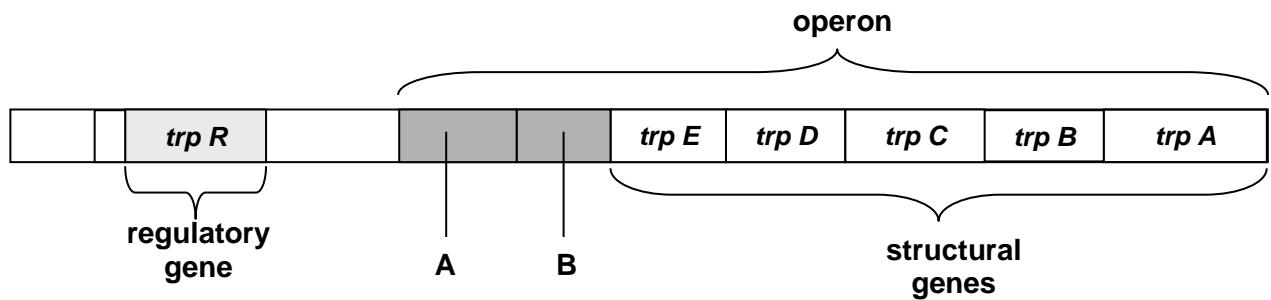 operon
trp R
trp E
trp D
trp C
trp B
trp A
regulatory
gene
A
B
structural
genes